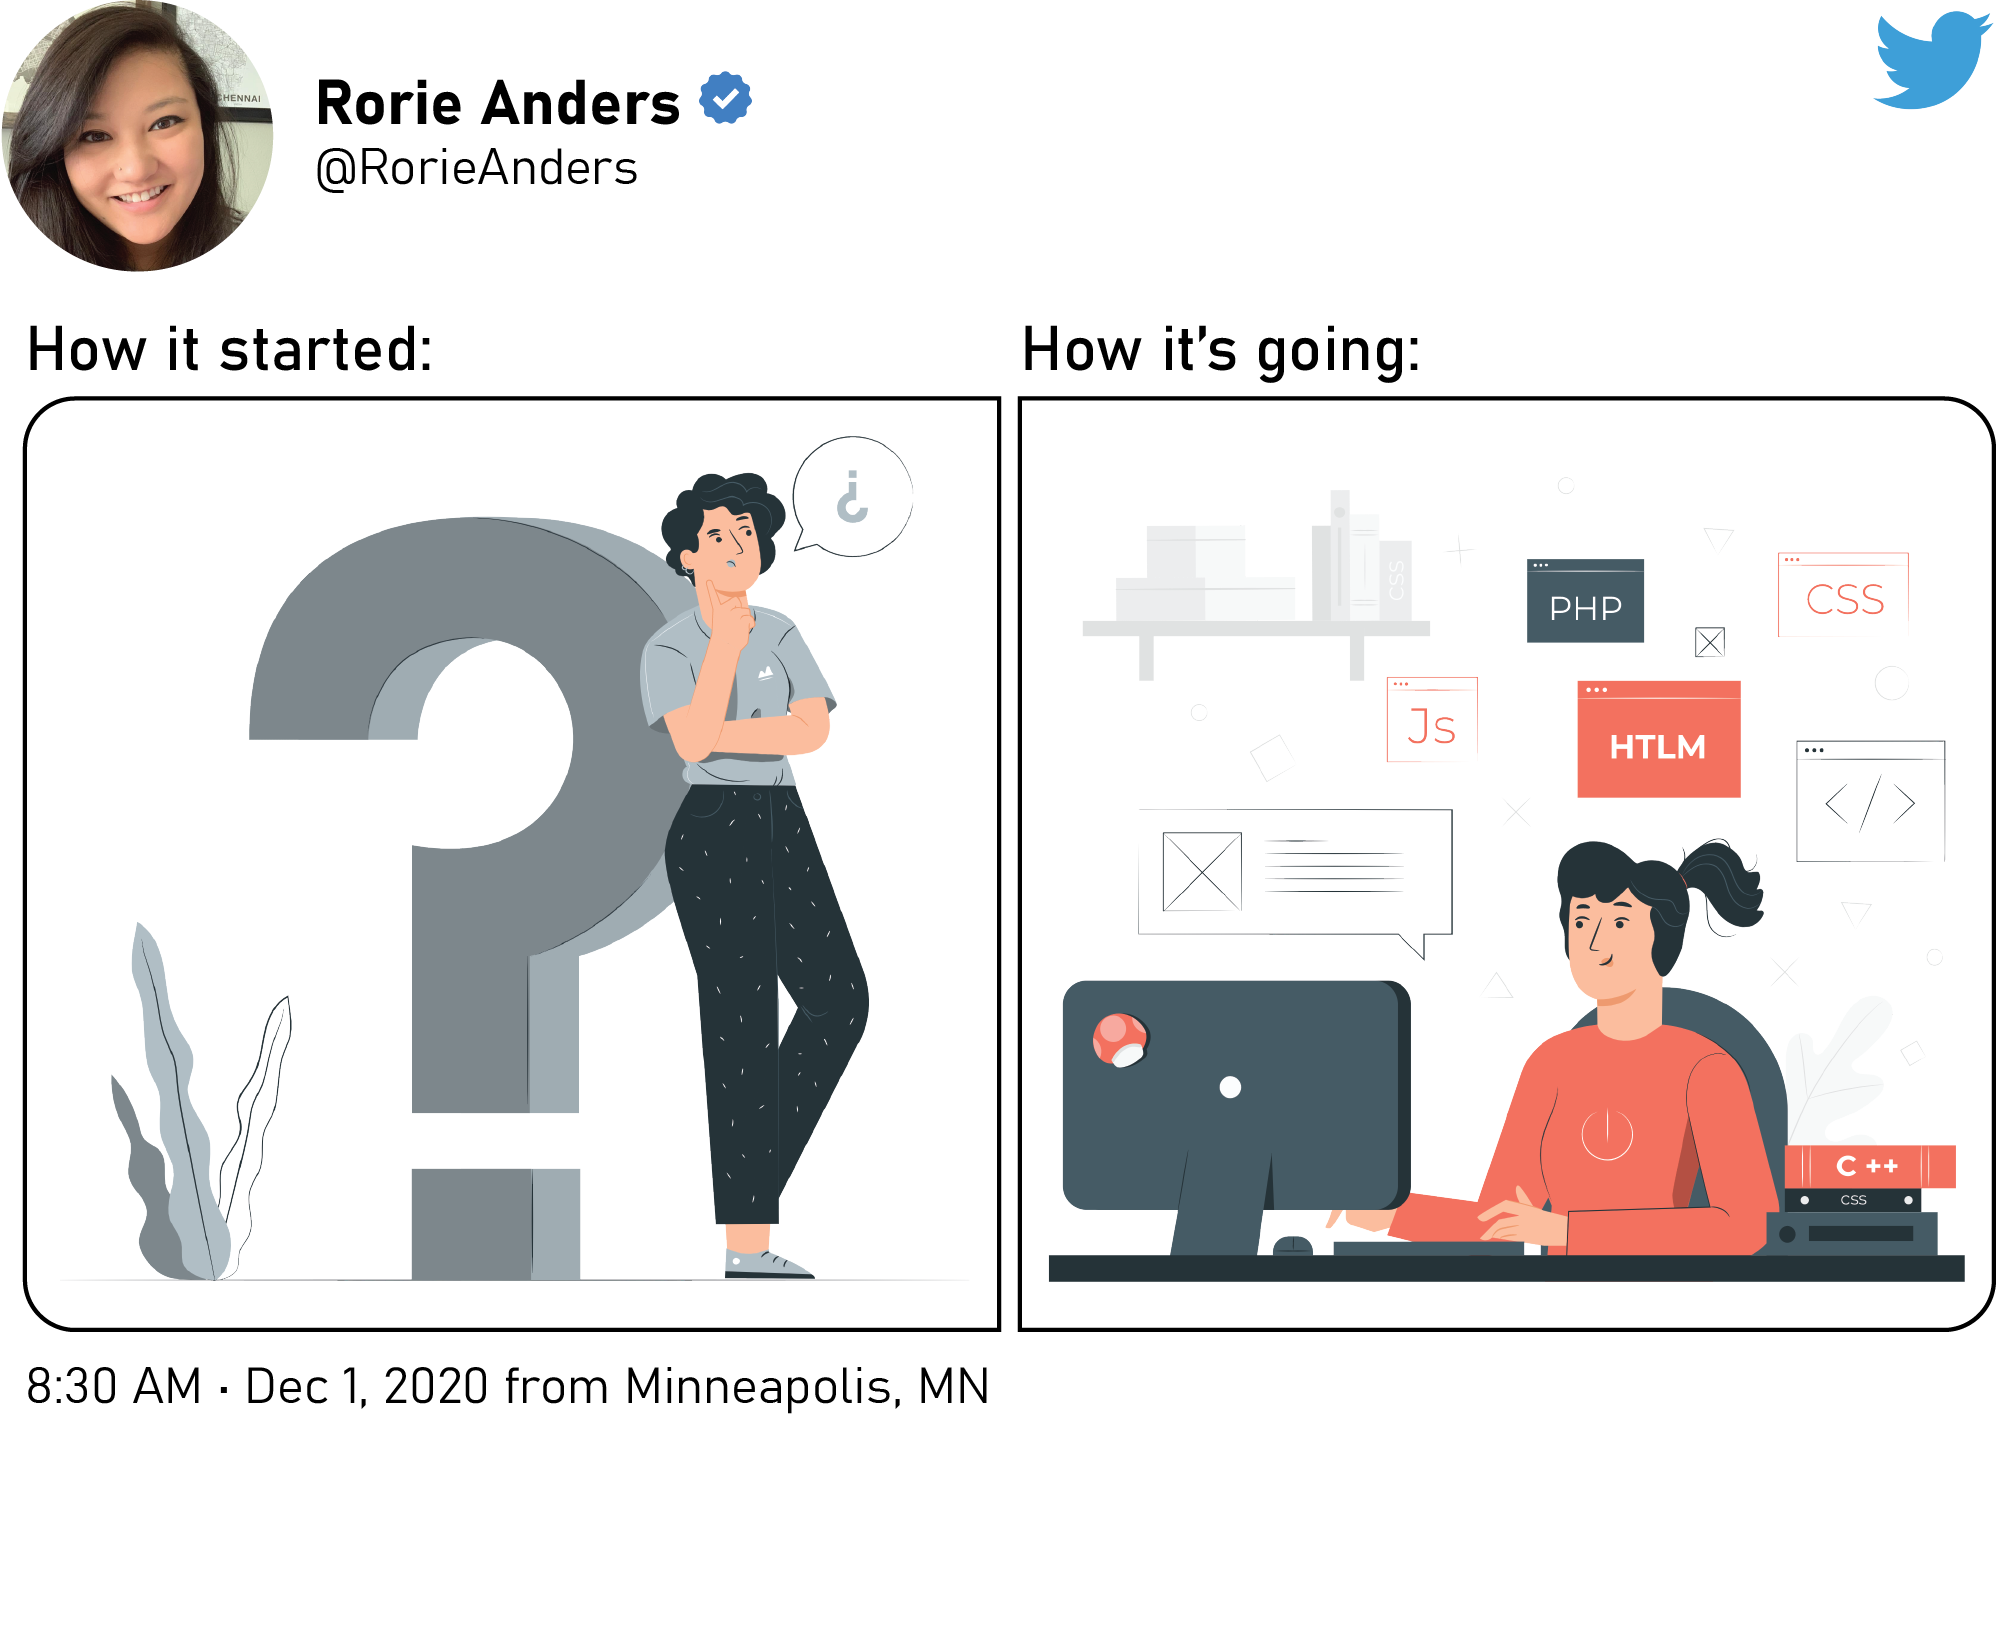 CHENNAI
Rorie Anders
@RorieAnders
How it started:
How it's going:
¿
CSS
PHP
CSS
Js
HTLM
</>
C ++
CSS
8:30 AM · Dec 1, 2020 from Minneapolis, MN